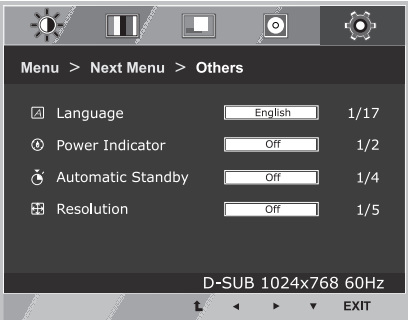 Menu > Next Menu > Others
A Language English 1/17
Power Indicator Off 1/2
Automatic Standby Off 1/4
Resolution Off 1/5
D-SUB 1024x768 60Hz
EXIT